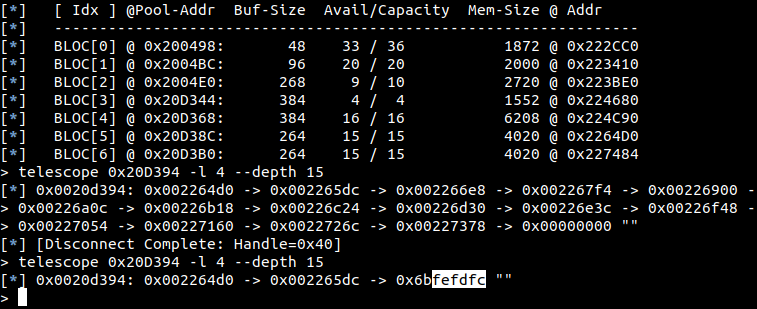 [*]   [ Idx ] @Pool-Addr  Buf-Size  Avail/Capacity  Mem-Size @ Addr
[*]   -----------------------------------------------------------------
[*]   BLOC[0] @ 0x200498:       48    33 / 36        1872 @ 0x222CC0
[*]   BLOC[1] @ 0x2004BC:       96    20 / 20        2000 @ 0x223410
[*]   BLOC[2] @ 0x2004E0:      268     9 / 10        2720 @ 0x223BE0
[*]   BLOC[3] @ 0x20D344:      384     4 /  4        1552 @ 0x224680
[*]   BLOC[4] @ 0x20D368:      384    16 / 16        6208 @ 0x224C90
[*]   BLOC[5] @ 0x20D38C:      264    15 / 15        4020 @ 0x2264D0
[*]   BLOC[6] @ 0x20D3B0:      264    15 / 15        4020 @ 0x227484
> telescope 0x20D394 -l 4 --depth 15
[*] 0x0020d394: 0x002264d0 -> 0x002265dc -> 0x002266e8 -> 0x002267f4 -> 0x00226900 -
> 0x00226a0c -> 0x00226b18 -> 0x00226c24 -> 0x00226d30 -> 0x00226e3c -> 0x00226f48 -
> 0x00227054 -> 0x00227160 -> 0x0022726c -> 0x00227378 -> 0x00000000 ""
[*] [Disconnect Complete: Handle=0x40]
> telescope 0x20D394 -l 4 --depth 15
[*] 0x0020d394: 0x002264d0 -> 0x002265dc -> 0x6bfefdfc ""
>